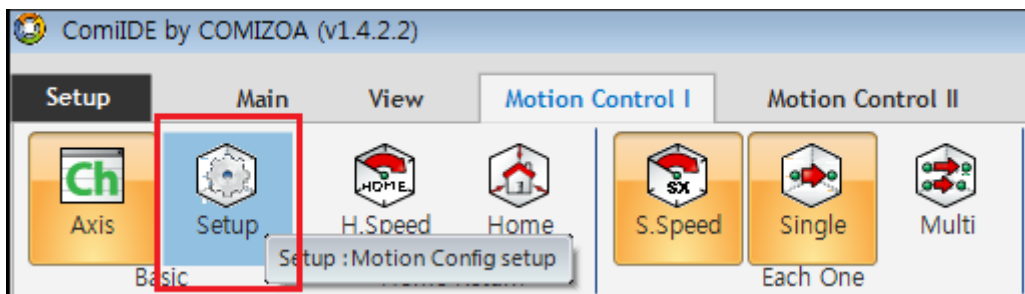 ComiIDE by COMIZOA (v1.4.2.2)
Setup Main View Motion Control I Motion Control II
Ch HOME SX
Axis Setup H.Speed Home S.Speed Single Multi
Setup : Motion Config setup
Basic Each One